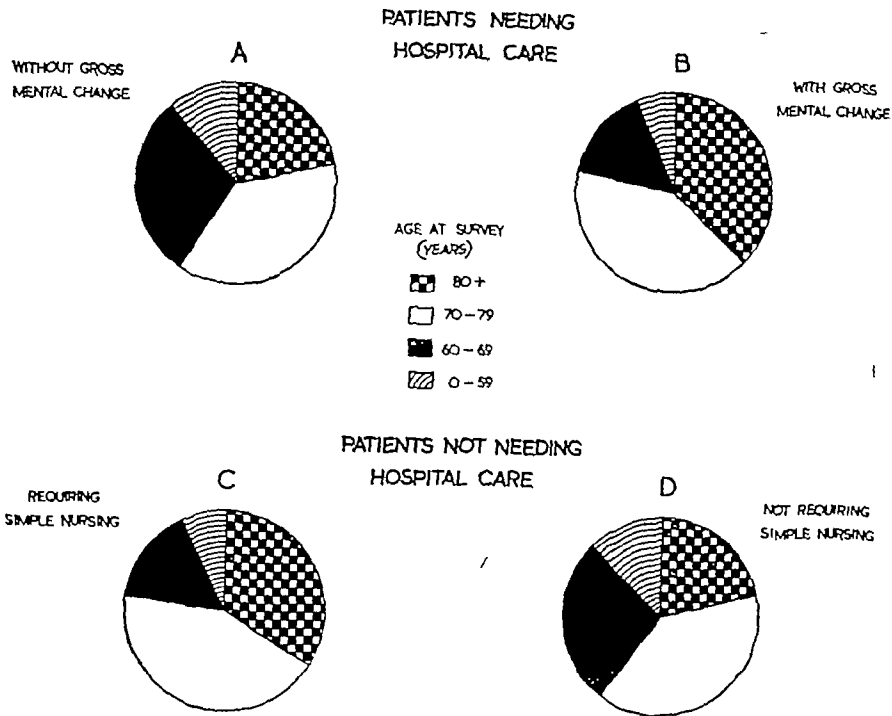 PATIENTS NEEDING
HOSPITAL CARE
A
WITHOUT GROSS
MENTAL CHANGE
B
WITH GROSS
MENTAL CHANGE
AGE AT SURVEY
(YEARS)
80+
70-79
60-69
0-59
PATIENTS NOT NEEDING
HOSPITAL CARE
C
REQUIRING
SIMPLE NURSING
D
NOT REQUIRING
SIMPLE NURSING